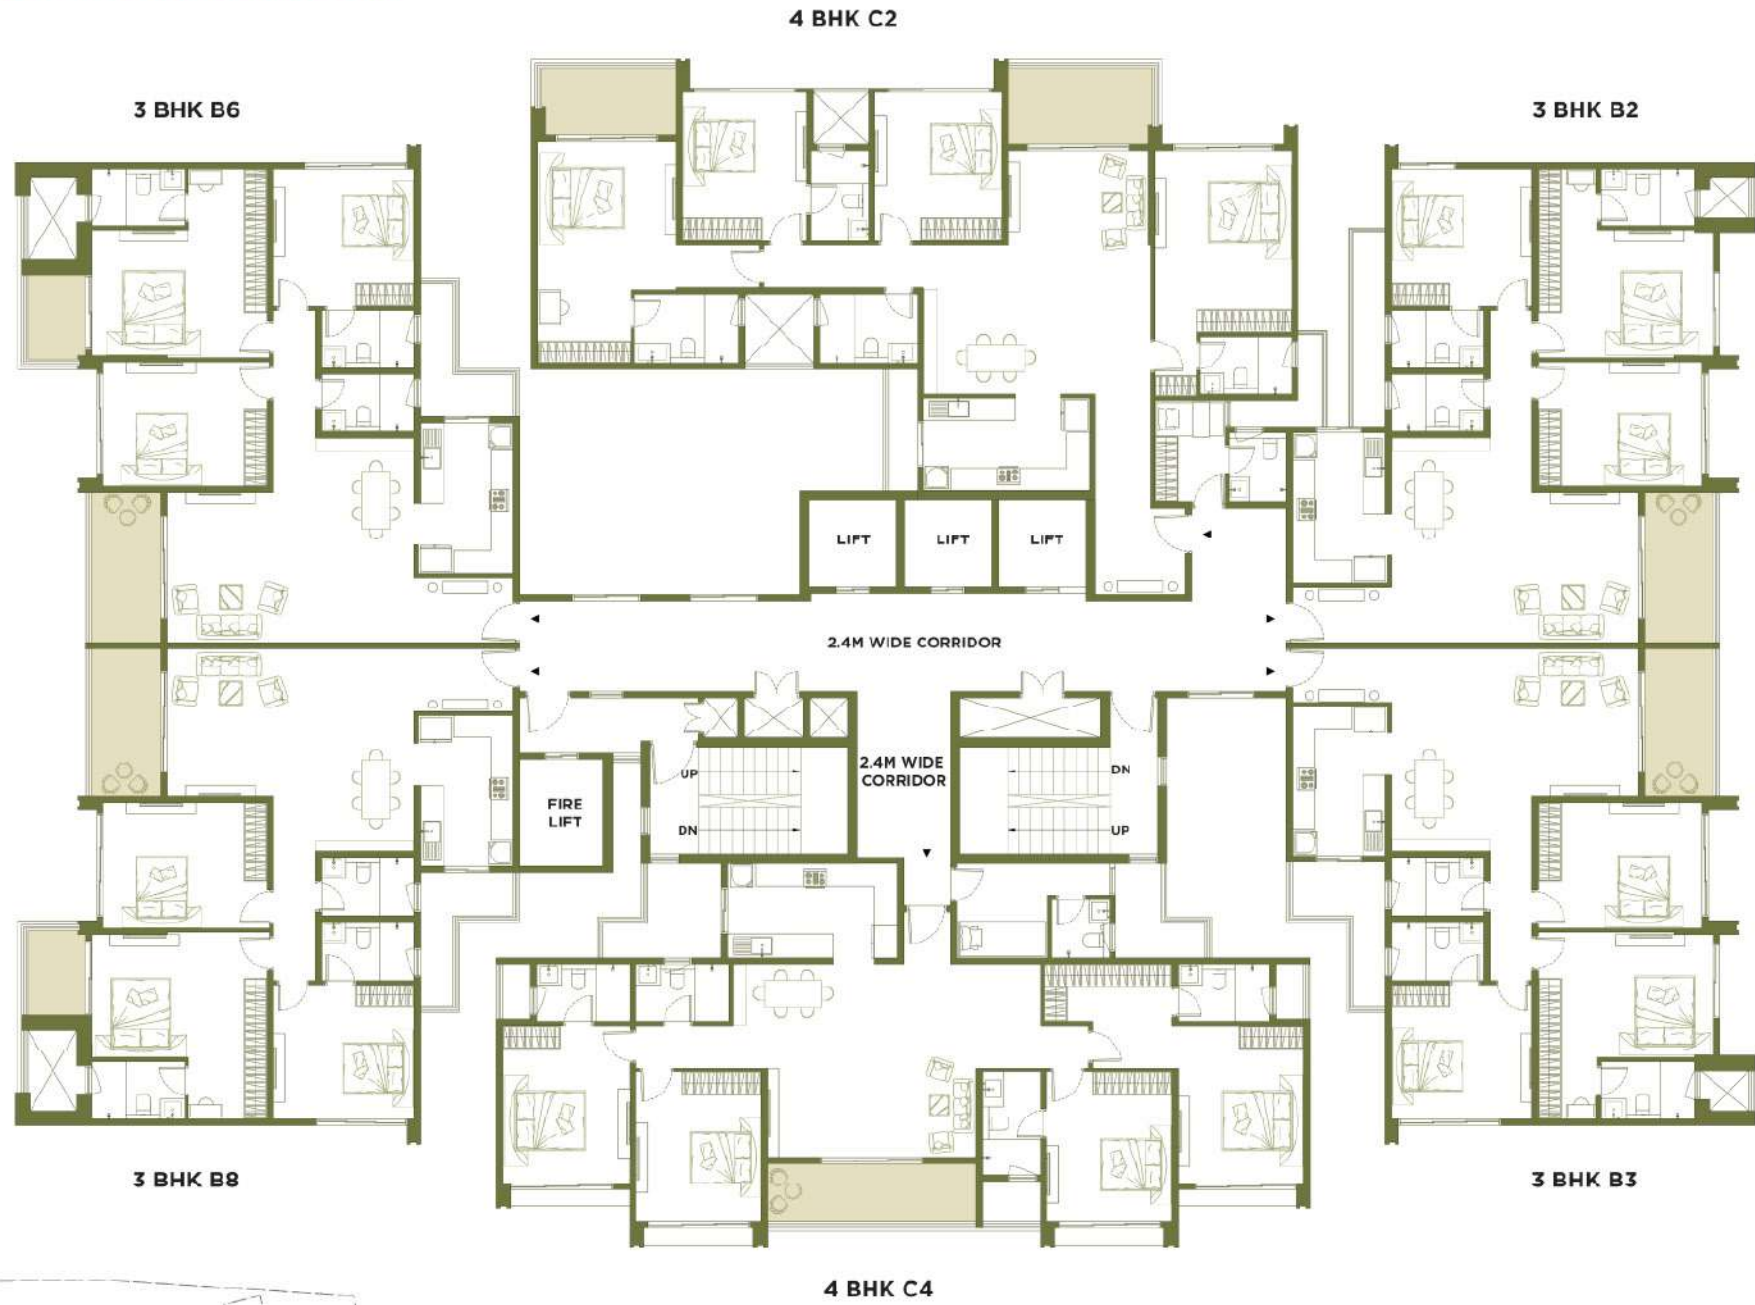 4 BHK C2
3 BHK B6
3 BHK B2
LIFT
LIFT
LIFT
2.4M WIDE CORRIDOR
2.4M WIDE
CORRIDOR
UP
DN
DN
UP
FIRE
LIFT
3 BHK B8
3 BHK B3
4 BHK C4